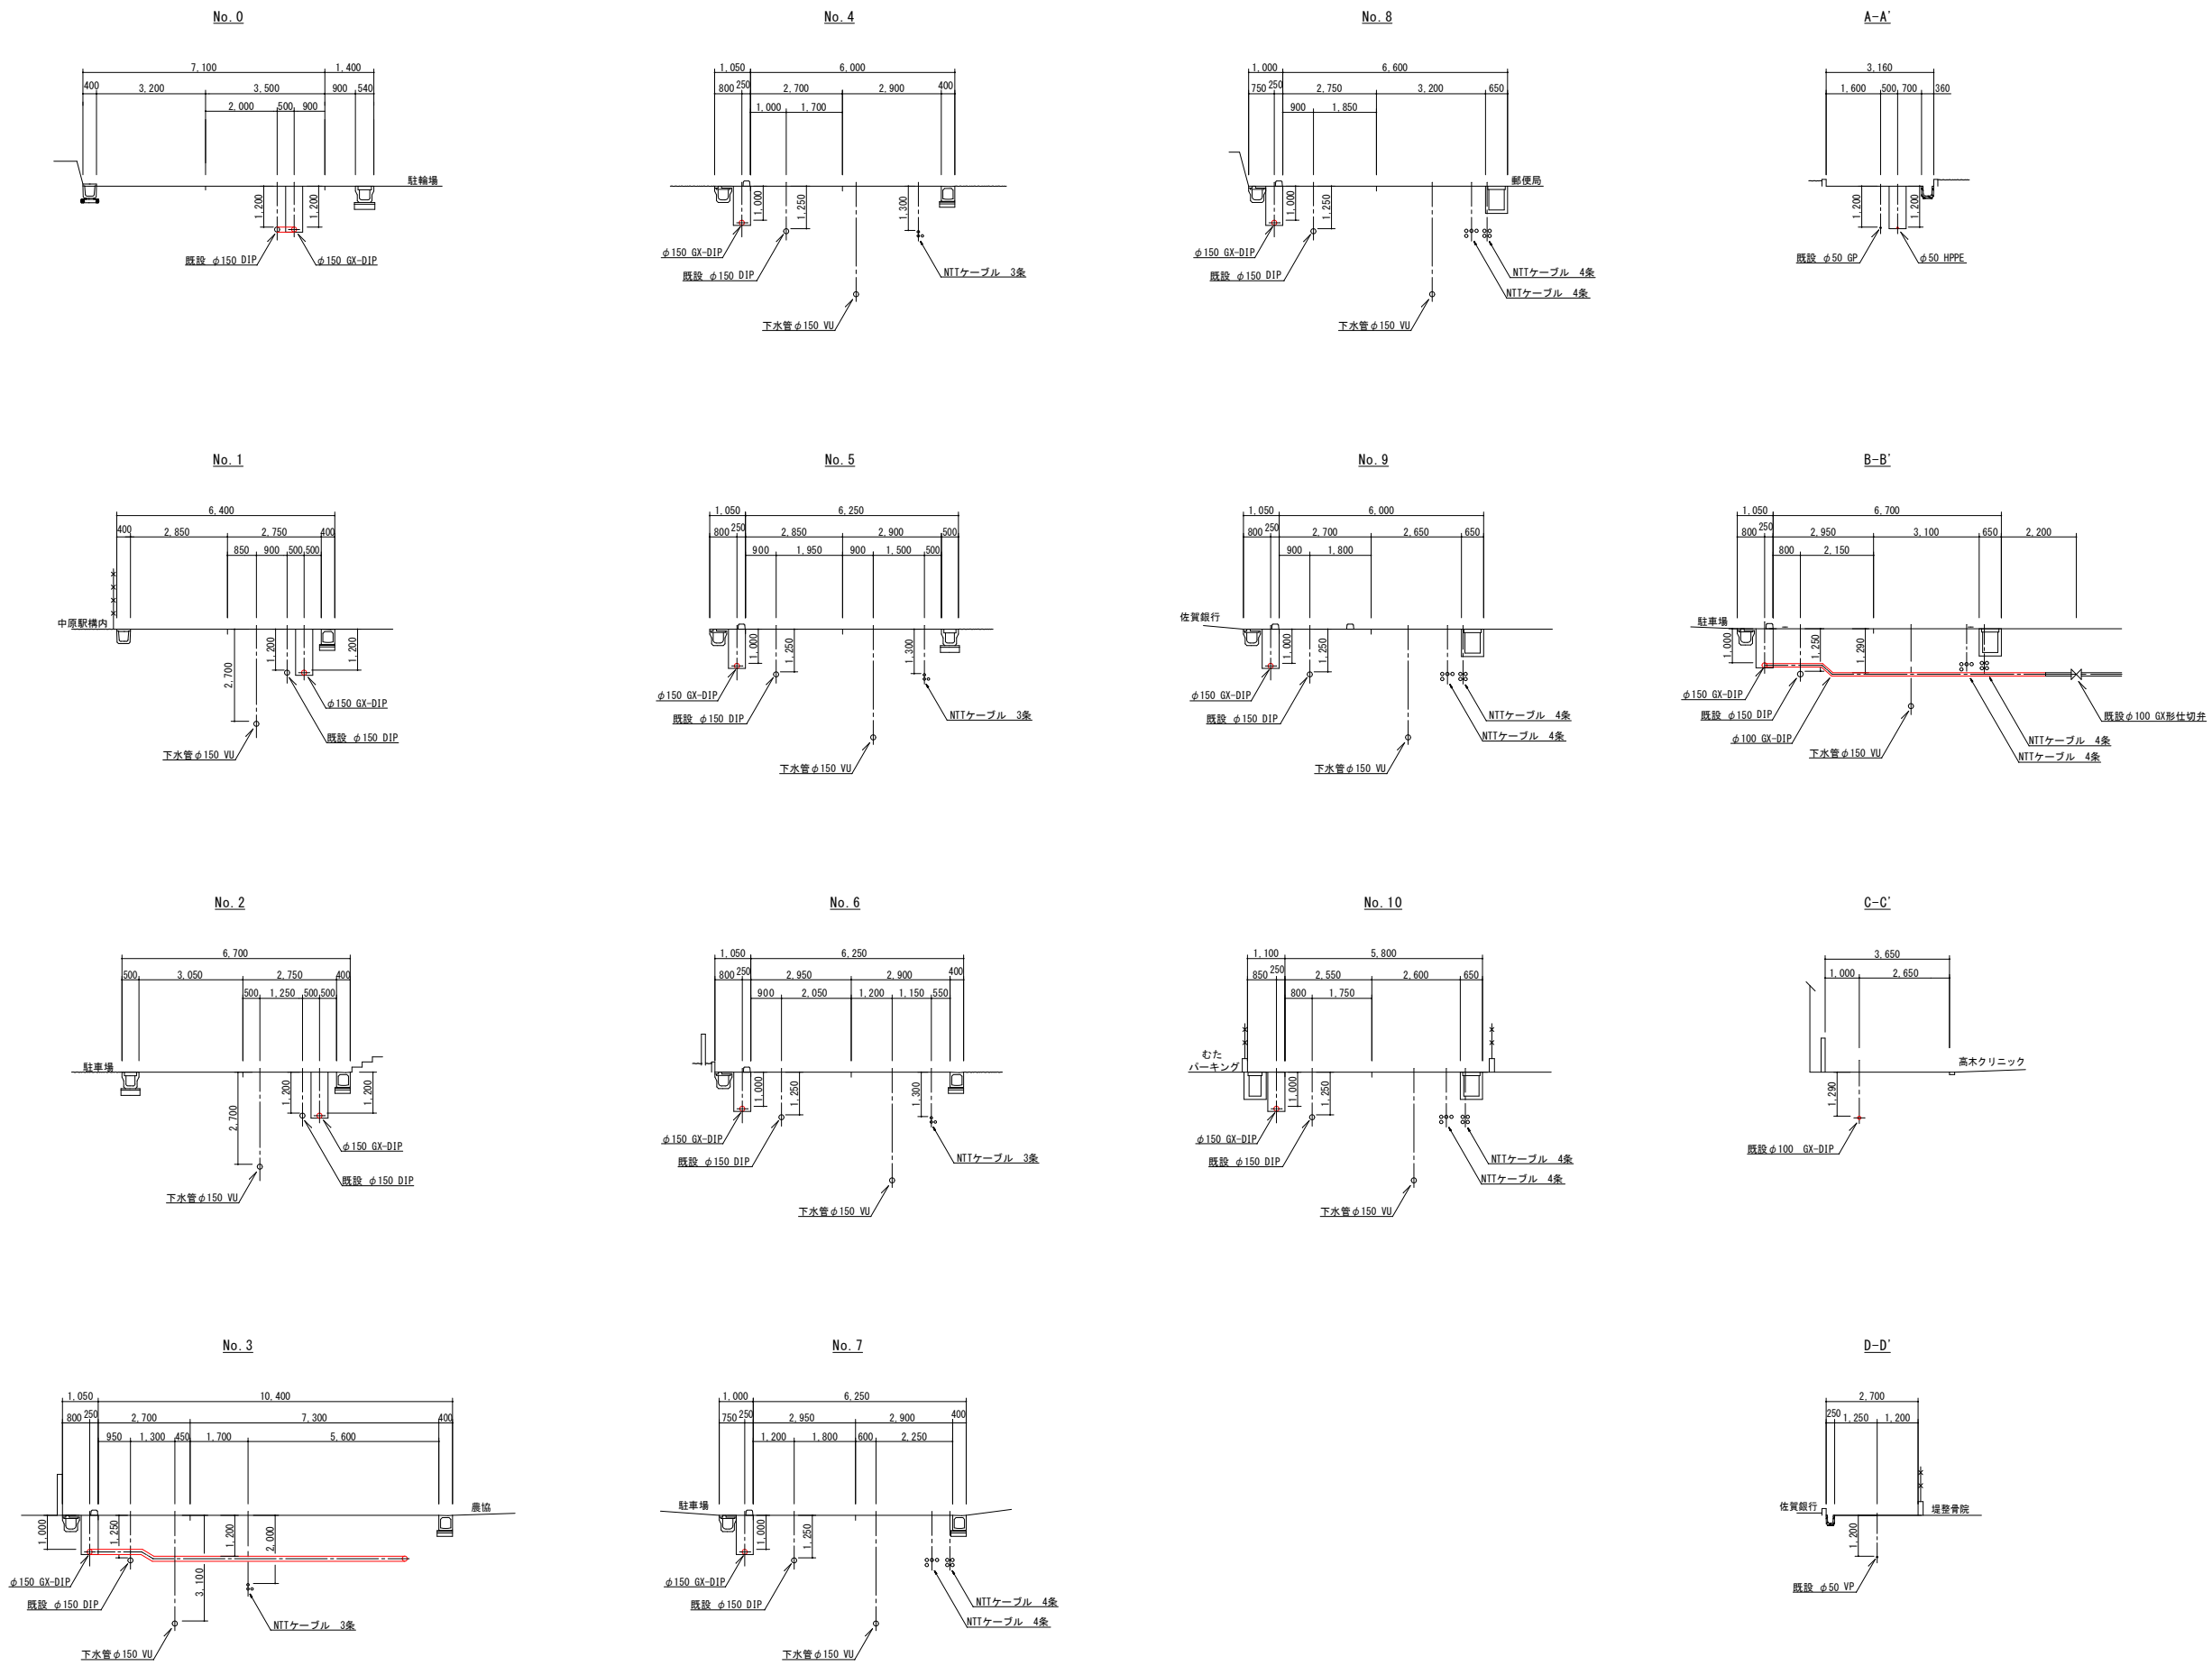 No. 0
7,100 1,400
400 3,200 3,500 900 540
2,000 500 900
駐輪場
1,200 1,200
既設 φ150 DIP φ150 GX-DIP
No. 4
1,050 6,000
800 250 2,700 2,900 400
1,000 1,700
1,000 1,250 1,300
φ150 GX-DIP
既設 φ150 DIP
NTTケーブル 3条
下水管φ150 VU
No. 8
1,000 6,600
750 250 2,750 3,200 650
900 1,850
郵便局
1,000 1,250
φ150 GX-DIP
既設 φ150 DIP
NTTケーブル 4条
NTTケーブル 4条
下水管φ150 VU
A-A'
3,160
1,600 500 700 360
1,200 1,200
既設 φ50 GP φ50 HPPE
No. 1
6,400
400 2,850 2,750 400
850 900 500 500
中原駅構内
2,700 1,200 1,200
φ150 GX-DIP
既設 φ150 DIP
下水管φ150 VU
No. 5
1,050 6,250
800 250 2,850 2,900 500
900 1,950 900 1,500 500
1,000 1,250 1,300
φ150 GX-DIP
既設 φ150 DIP
NTTケーブル 3条
下水管φ150 VU
No. 9
1,050 6,000
800 250 2,700 2,650 650
900 1,800
佐賀銀行
1,000 1,250
φ150 GX-DIP
既設 φ150 DIP
NTTケーブル 4条
NTTケーブル 4条
下水管φ150 VU
B-B'
1,050 6,700
800 250 2,950 3,100 650 2,200
800 2,150
駐車場
1,000 1,250 1,290
φ150 GX-DIP
既設 φ150 DIP
既設φ100 GX形仕切弁
φ100 GX-DIP
NTTケーブル 4条
下水管φ150 VU
NTTケーブル 4条
No. 2
6,700
500 3,050 2,750 400
500 1,250 500 500
駐車場
2,700 1,200 1,200
φ150 GX-DIP
既設 φ150 DIP
下水管φ150 VU
No. 6
1,050 6,250
800 250 2,950 2,900 400
900 2,050 1,200 1,150 550
1,000 1,250 1,300
φ150 GX-DIP
既設 φ150 DIP
NTTケーブル 3条
下水管φ150 VU
No. 10
1,100 5,800
850 250 2,550 2,600 650
800 1,750
むた
パーキング
1,000 1,250
φ150 GX-DIP
既設 φ150 DIP
NTTケーブル 4条
NTTケーブル 4条
下水管φ150 VU
C-C'
3,650
1,000 2,650
高木クリニック
1,290
既設φ100 GX-DIP
No. 3
1,050 10,400
800 250 2,700 7,300 400
950 1,300 450 1,700 5,600
農協
1,000 1,250 3,100 1,200 2,000
φ150 GX-DIP
既設 φ150 DIP
NTTケーブル 3条
下水管φ150 VU
No. 7
1,000 6,250
750 250 2,950 2,900 400
1,200 1,800 600 2,250
駐車場
1,000 1,250
φ150 GX-DIP
既設 φ150 DIP
NTTケーブル 4条
NTTケーブル 4条
下水管φ150 VU
D-D'
2,700
250 1,250 1,200
佐賀銀行 堤整骨院
1,200
既設 φ50 VP